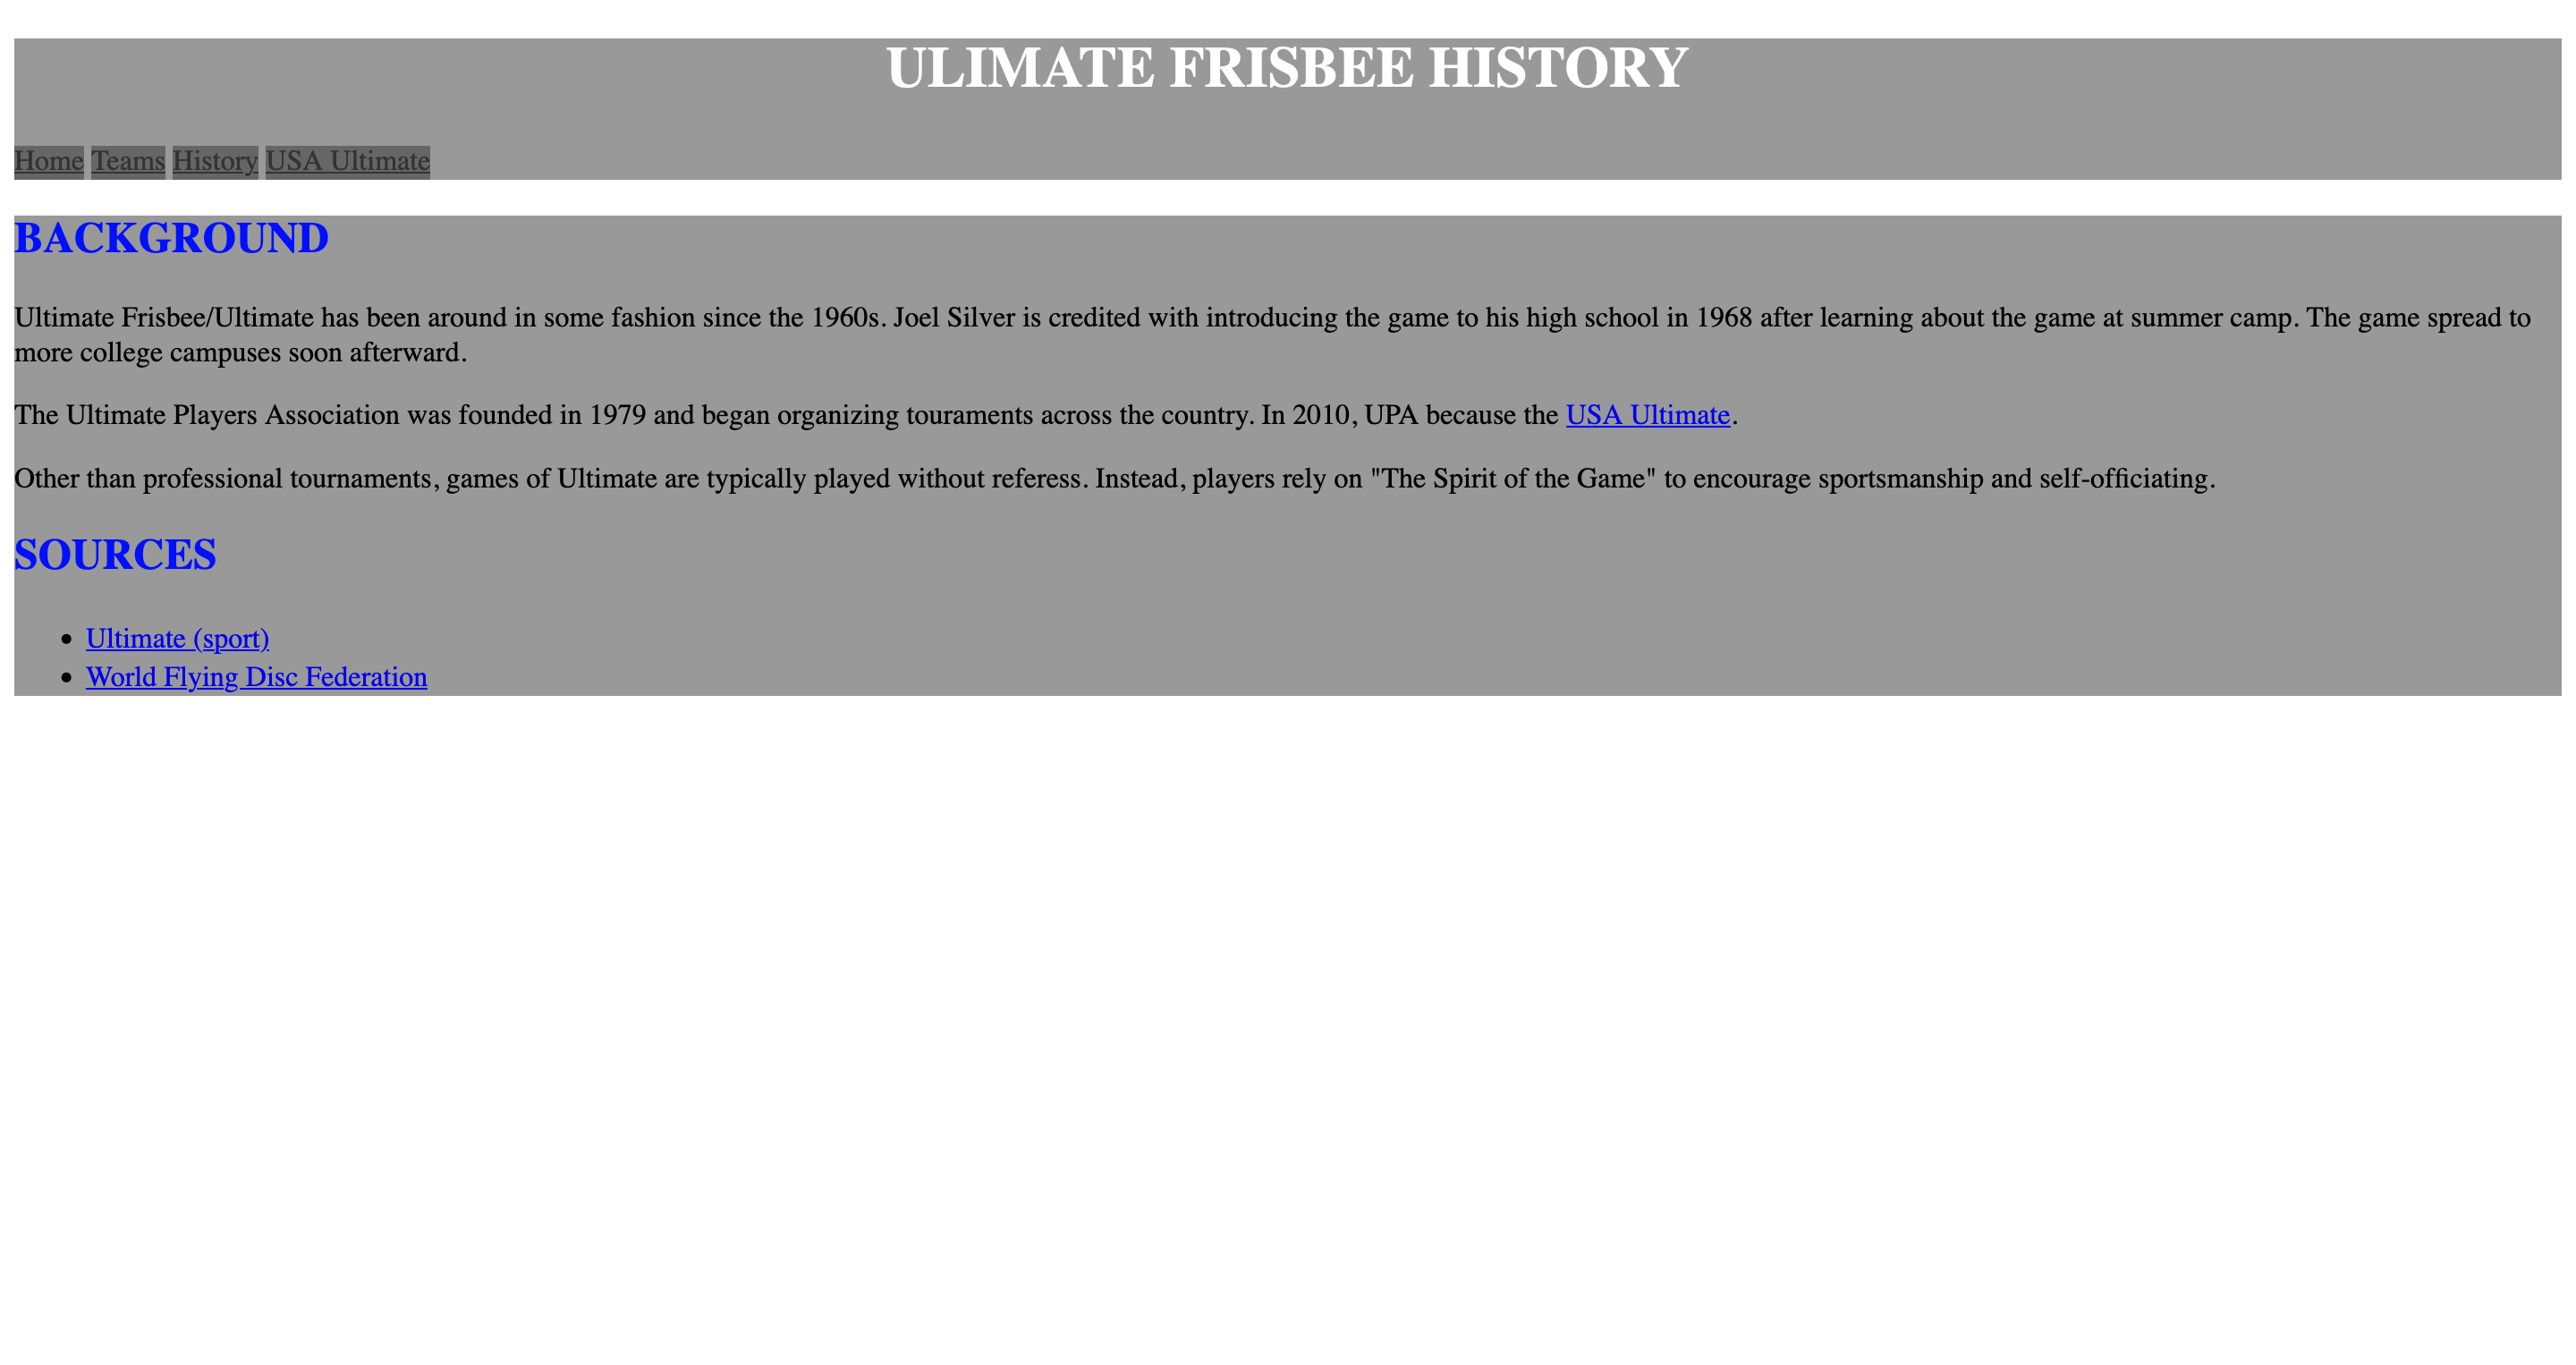 ULIMATE FRISBEE HISTORY
Home Teams History USA Ultimate
BACKGROUND
Ultimate Frisbee/Ultimate has been around in some fashion since the 1960s. Joel Silver is credited with introducing the game to his high school in 1968 after learning about the game at summer camp. The game spread to
more college campuses soon afterward.
The Ultimate Players Association was founded in 1979 and began organizing touraments across the country. In 2010, UPA because the USA Ultimate.
Other than professional tournaments, games of Ultimate are typically played without referess. Instead, players rely on "The Spirit of the Game" to encourage sportsmanship and self-officiating.
SOURCES
• Ultimate (sport)
• World Flying Disc Federation